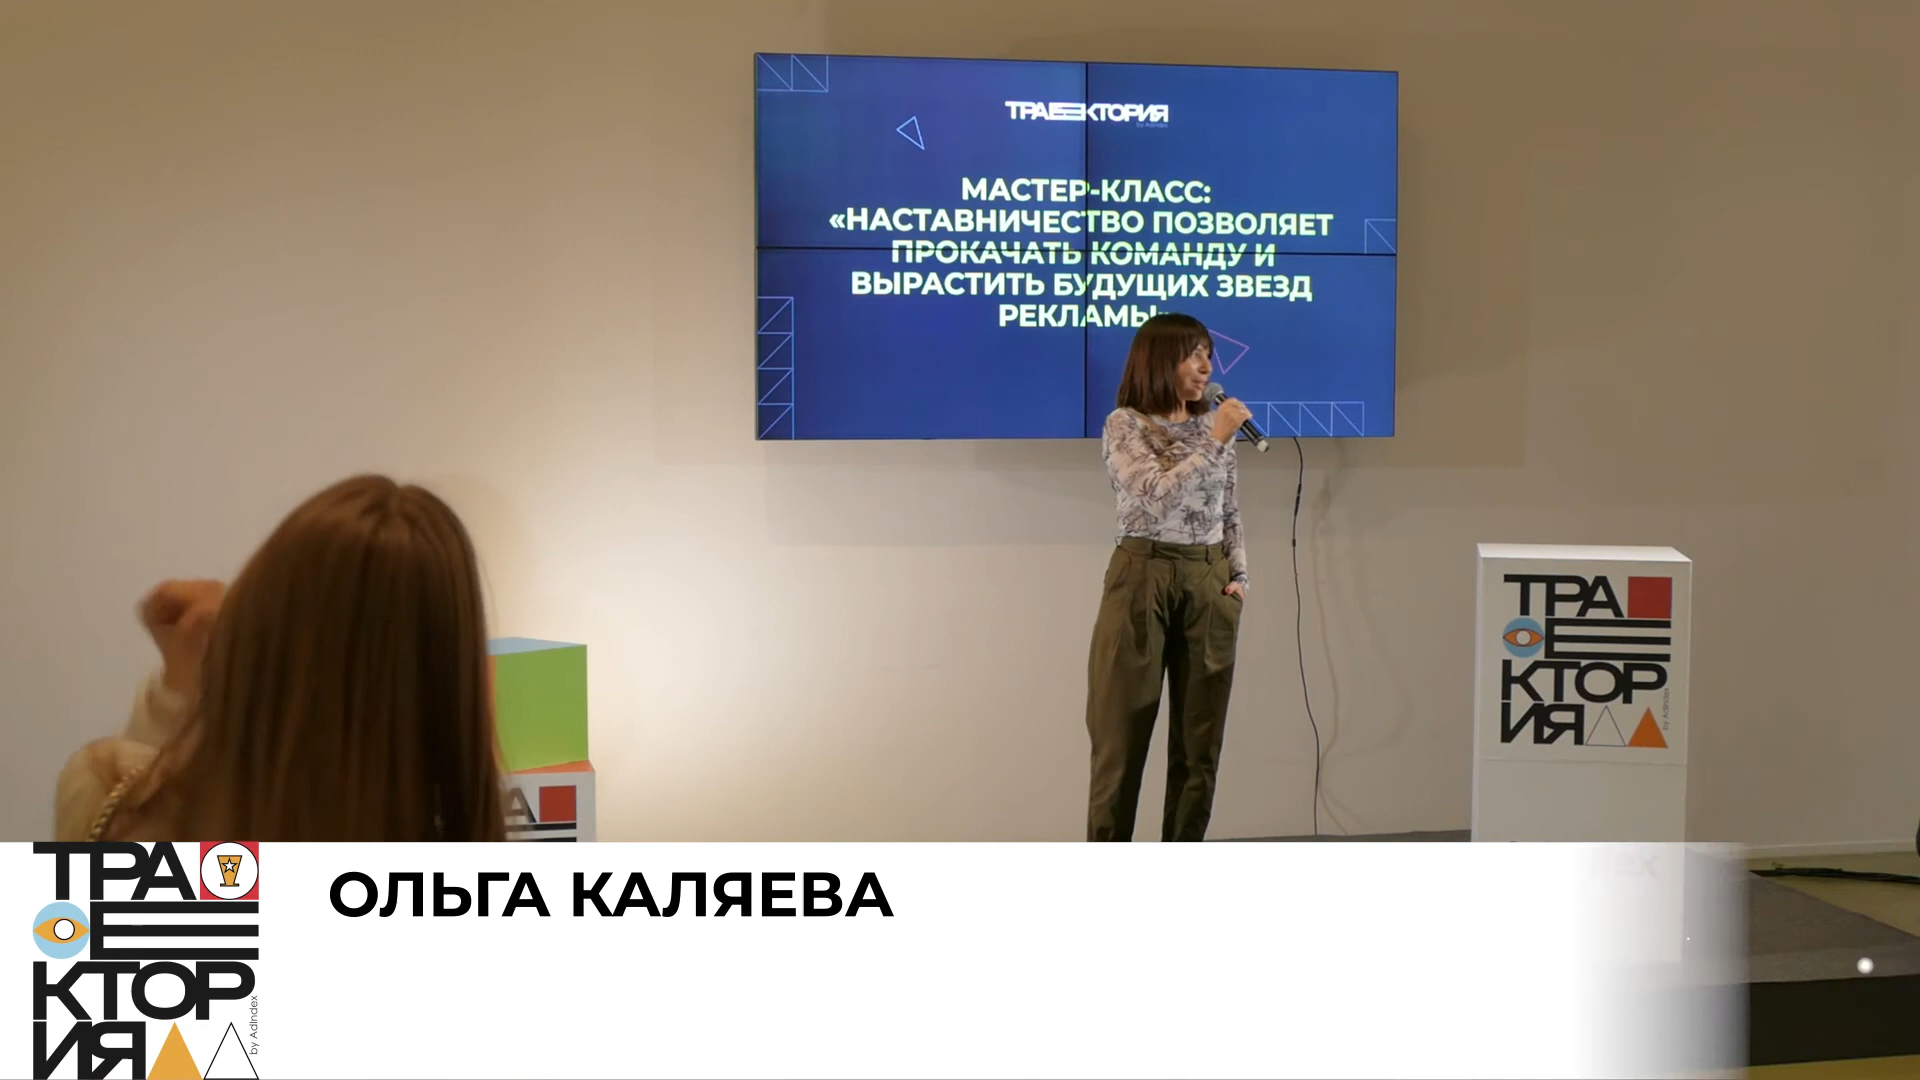 ТРАЕКТОРИЯ
by AdIndex
МАСТЕР-КЛАСС:
«НАСТАВНИЧЕСТВО ПОЗВОЛЯЕТ
ПРОКАЧАТЬ КОМАНДУ И
ВЫРАСТИТЬ БУДУЩИХ ЗВЕЗД
РЕКЛАМЫ»
ТРА
Е
КТОР
ИЯ
by AdIndex
А
ТРА
Е
КТОР
ИЯ
by AdIndex
ОЛЬГА КАЛЯЕВА